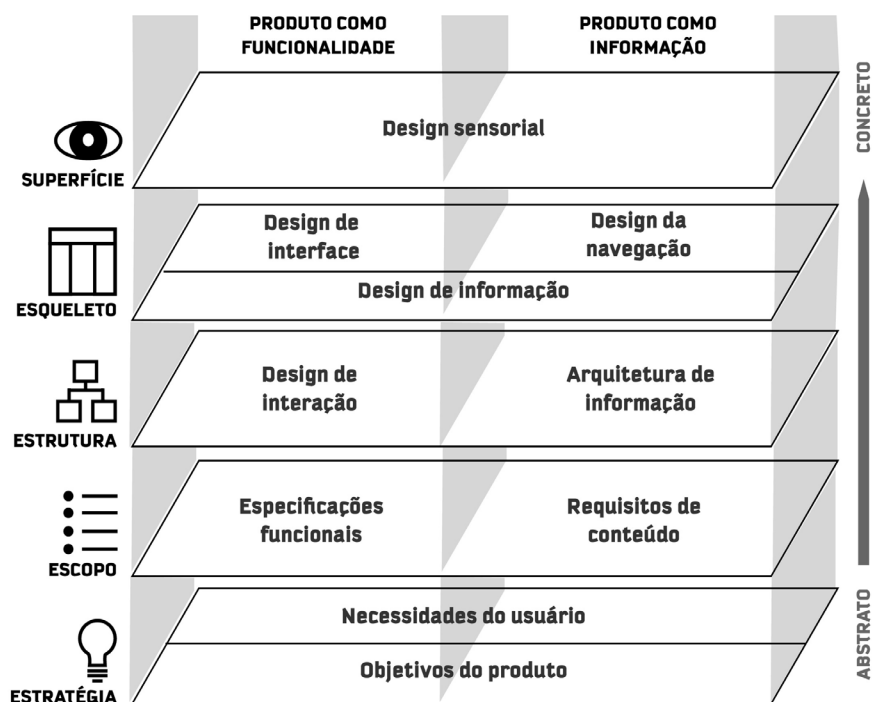 PRODUTO COMO
FUNCIONALIDADE
PRODUTO COMO
INFORMAÇÃO
CONCRETO
Design sensorial
SUPERFÍCIE
Design de
interface
Design da
navegação
Design de informação
ESQUELETO
Design de
interação
Arquitetura de
informação
ESTRUTURA
Especificações
funcionais
Requisitos de
conteúdo
ESCOPO
Necessidades do usuário
Objetivos do produto
ESTRATÉGIA
ABSTRATO